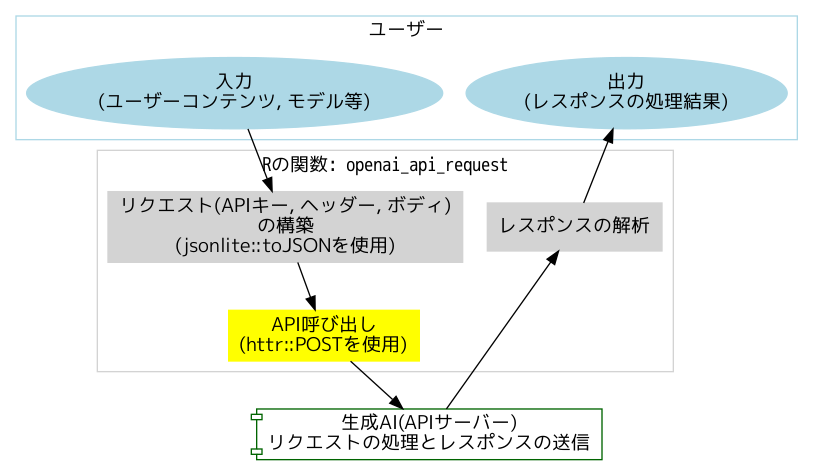 ユーザー
入力
(ユーザーコンテンツ, モデル等)
出力
(レスポンスの処理結果)
Rの関数: openai_api_request
リクエスト(APIキー, ヘッダー, ボディ)
の構築
(jsonlite::toJSONを使用)
レスポンスの解析
API呼び出し
(httr::POSTを使用)
生成AI(APIサーバー)
リクエストの処理とレスポンスの送信